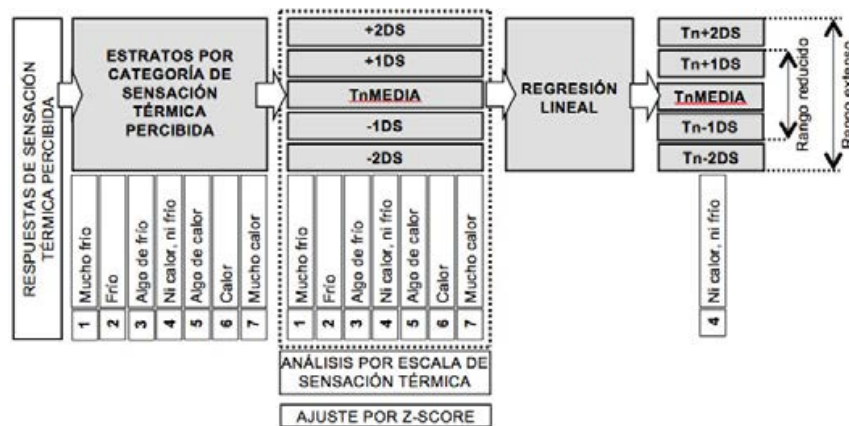 RESPUESTAS DE SENSACIÓN
TÉRMICA PERCIBIDA
ESTRATOS POR
CATEGORÍA DE
SENSACIÓN
TÉRMICA
PERCIBIDA
1 Mucho frío
2 Frío
3 Algo de frío
4 Ni calor, ni frío
5 Algo de calor
6 Calor
7 Mucho calor
+2DS
+1DS
TnMEDIA
-1DS
-2DS
1 Mucho frío
2 Frío
3 Algo de frío
4 Ni calor, ni frío
5 Algo de calor
6 Calor
7 Mucho calor
ANÁLISIS POR ESCALA DE
SENSACIÓN TÉRMICA
AJUSTE POR Z-SCORE
REGRESIÓN
LINEAL
Tn+2DS
Tn+1DS
TnMEDIA
Tn-1DS
Tn-2DS
4 Ni calor, ni frío
Rango reducido
Rango extenso